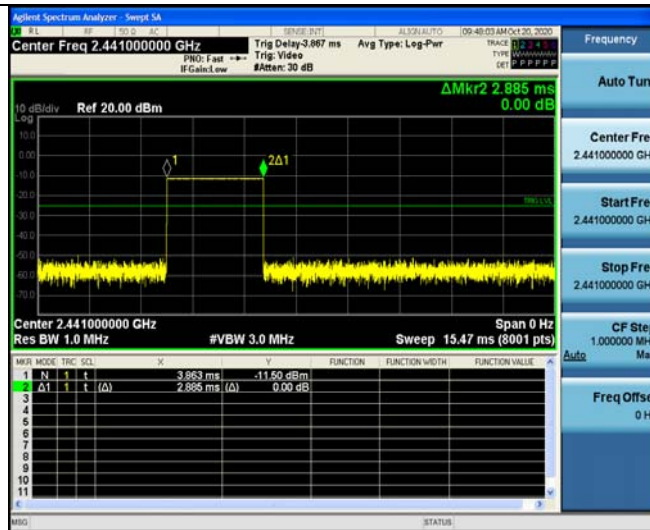 Agilent Spectrum Analyzer - Swept SA
RL RF 50 Ω AC SENSE:INT ALIGN AUTO 09:48:03 AM Oct 20, 2020
Center Freq 2.441000000 GHz
Trig Delay-3.867 ms Avg Type: Log-Pwr
PNO: Fast Trig: Video
IFGain:Low #Atten: 30 dB
TRACE 1 2 3 4 5 6
TYPE
DET P P P P P P
ΔMkr2 2.885 ms
0.00 dB
10 dB/div Ref 20.00 dBm
Log
10.0
0.00
-10.0
-20.0
-30.0
-40.0
-50.0
-60.0
-70.0
1
2Δ1
TRIG LVL
Center 2.441000000 GHz Span 0 Hz
Res BW 1.0 MHz #VBW 3.0 MHz Sweep 15.47 ms (8001 pts)
MKR MODE TRC SCL X Y FUNCTION FUNCTION WIDTH FUNCTION VALUE
1 N 1 t 3.863 ms -11.50 dBm
2 Δ1 1 t (Δ) 2.885 ms (Δ) 0.00 dB
3
4
5
6
7
8
9
10
11
MSG STATUS
Frequency
Auto Tun
Center Fre
2.441000000 GH
Start Fre
2.441000000 GH
Stop Fre
2.441000000 GH
CF Ste
1.000000 MH
Auto Ma
Freq Offse
0 H